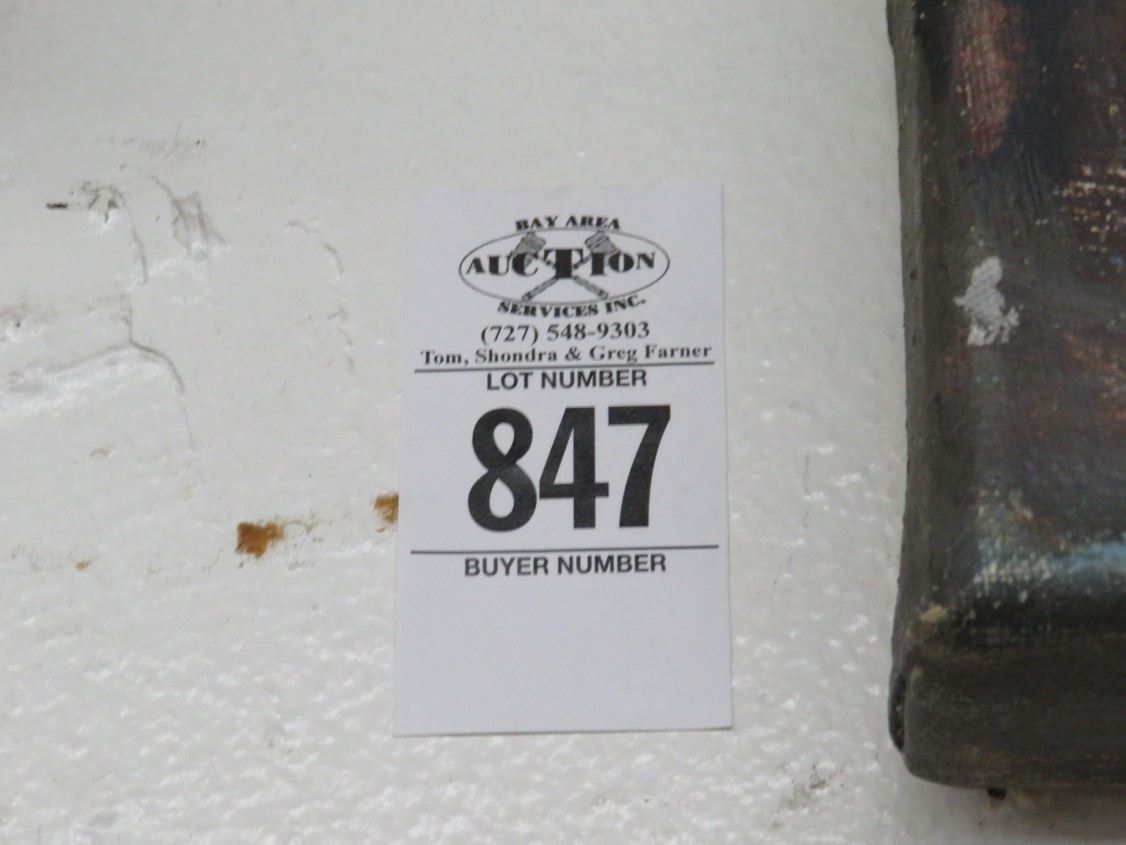 BAY AREA
AUCTION
SERVICES INC.
(727) 548-9303
Tom, Shondra & Greg Farner
LOT NUMBER
847
BUYER NUMBER